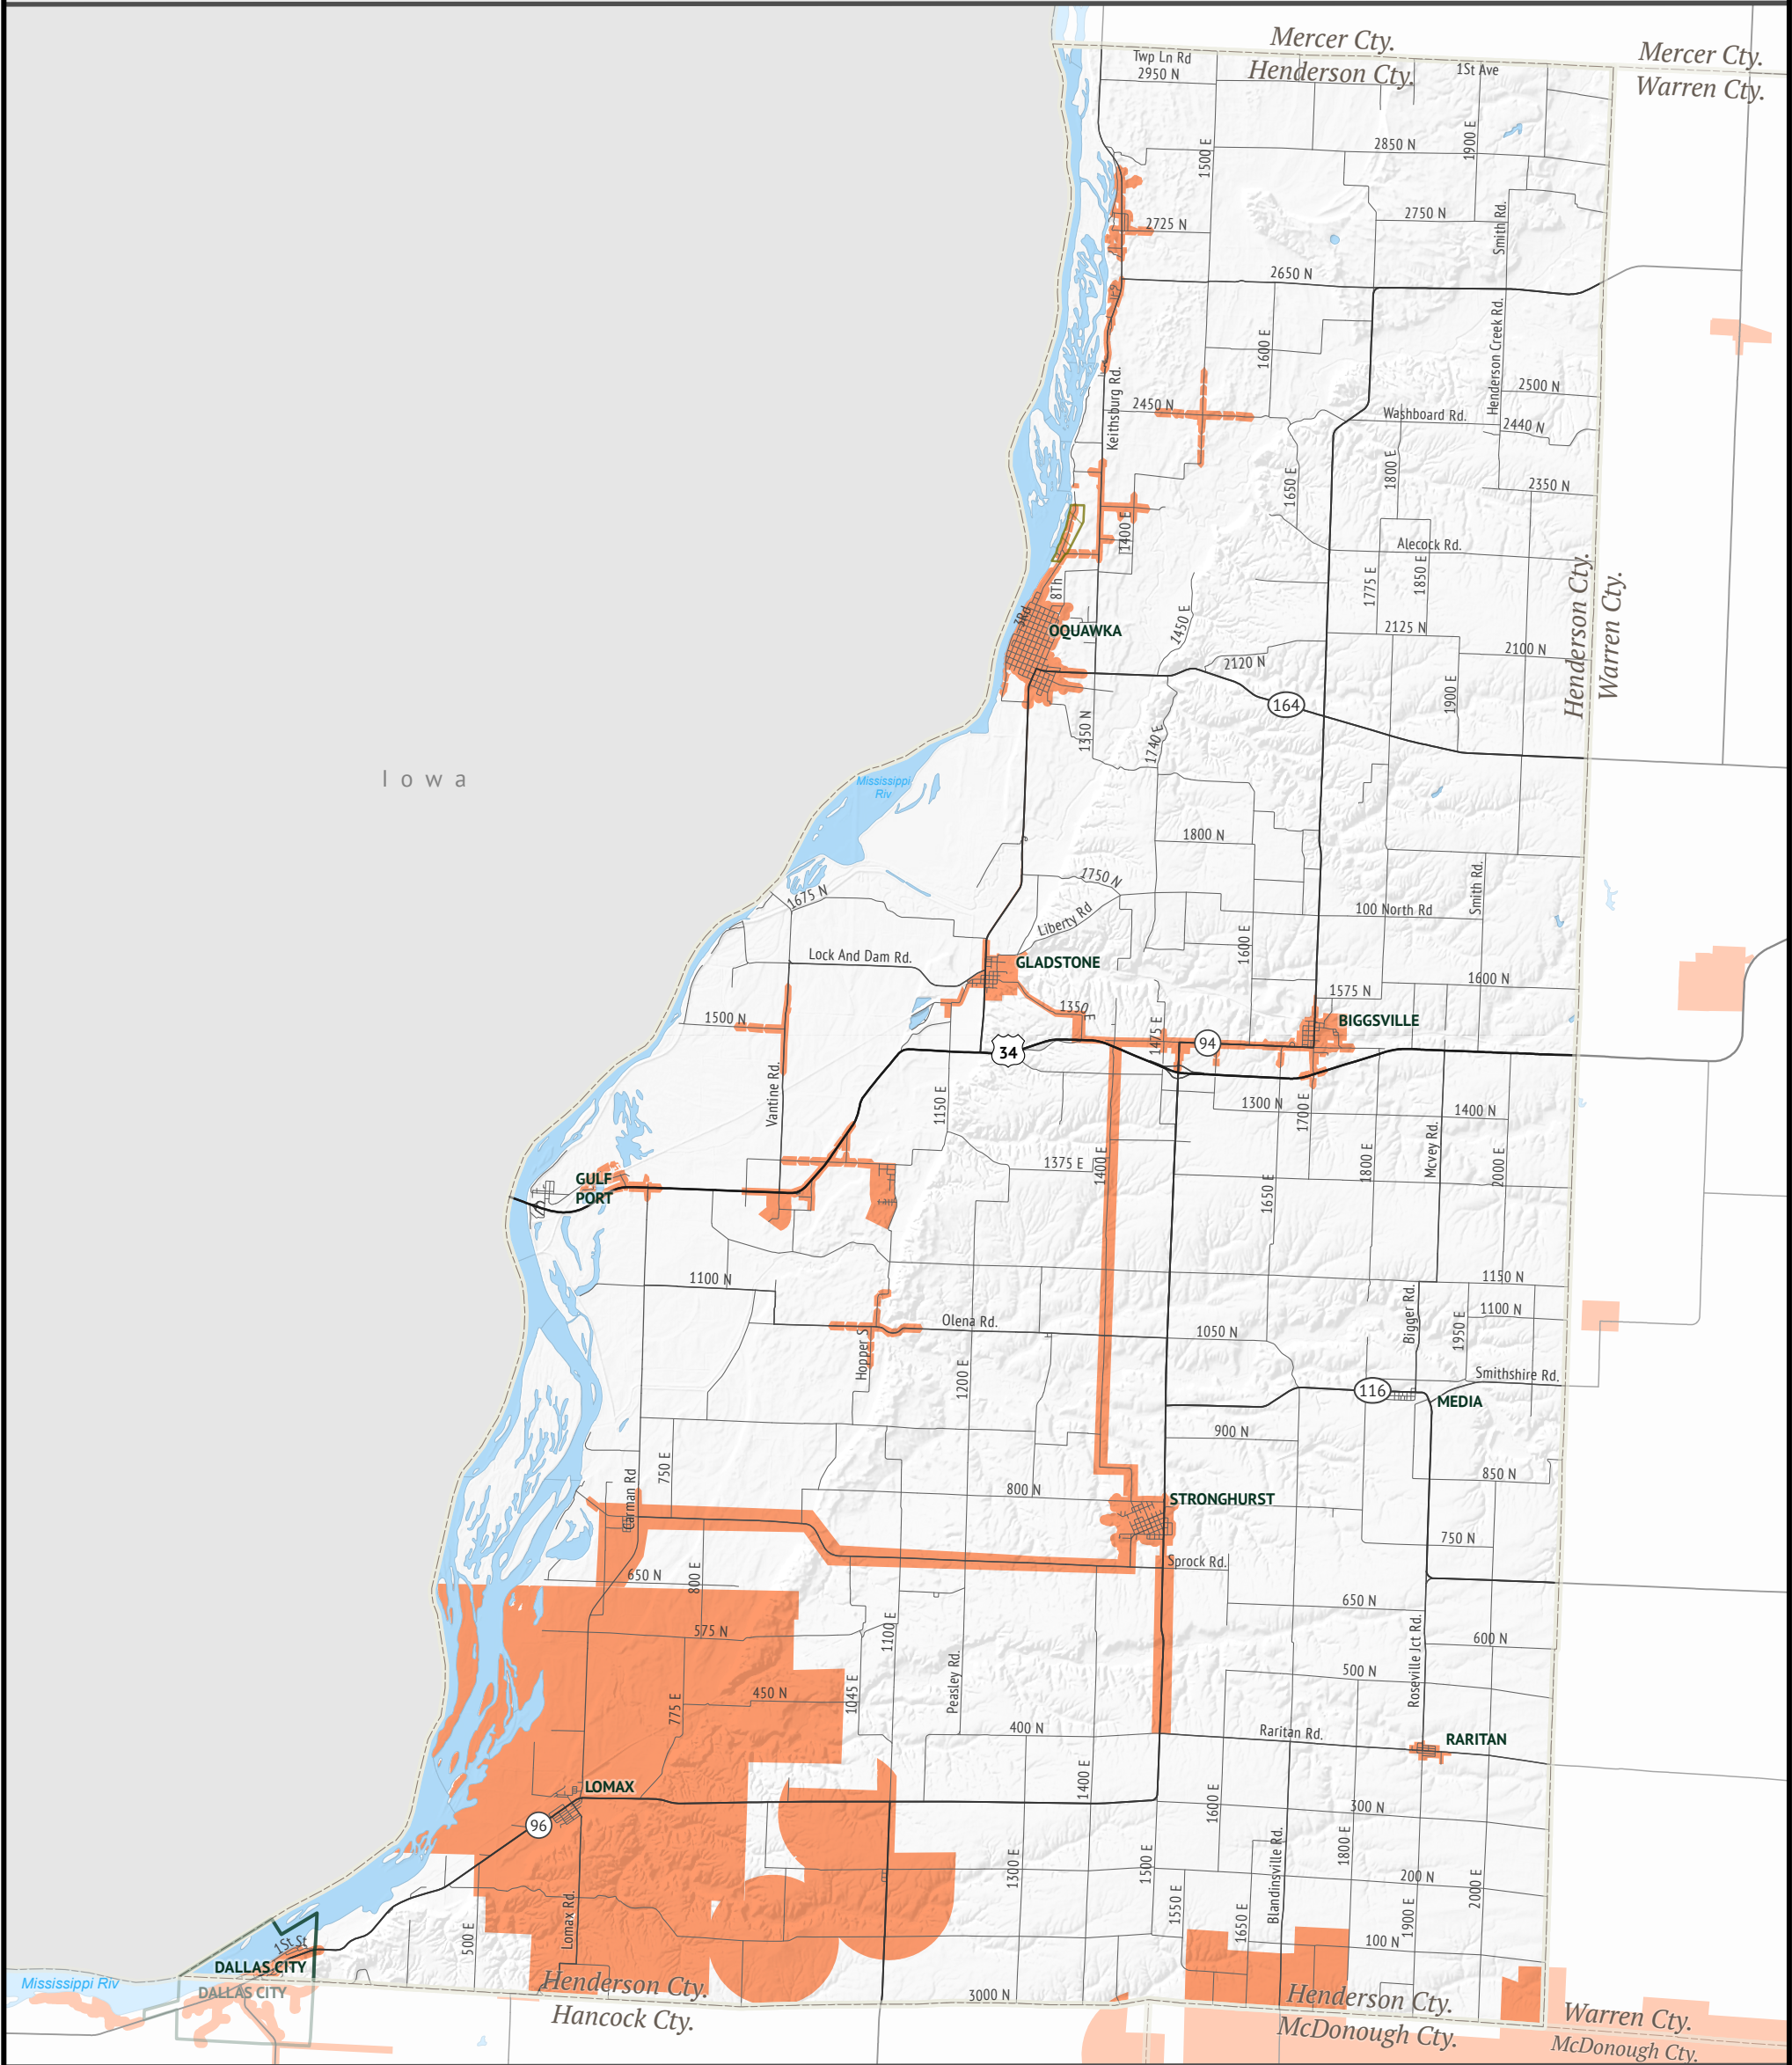 Mercer Cty.
Henderson Cty.
Mercer Cty.
Warren Cty.
Twp Ln Rd
2950 N
1St Ave
1900 E
1500 E
2850 N
2750 N
Smith Rd.
2725 N
2650 N
Henderson Creek Rd.
1600 E
2500 N
Keithsburg Rd.
2450 N
Washboard Rd.
2440 N
1800 E
1650 E
2350 N
1400 E
Alecock Rd.
1775 E
1850 E
Henderson Cty.
Warren Cty.
8Th
3Rd
OQUAWKA
1450 E
2125 N
2100 N
2120 N
1900 E
164
1350 N
1740 E
Iowa
Mississippi
Riv
1800 N
1750 N
Smith Rd.
1675 N
Liberty Rd
100 North Rd
1600 E
Lock And Dam Rd.
GLADSTONE
1600 N
1575 N
1500 N
1350 E
BIGGSVILLE
1475 E
94
34
Vantine Rd.
1150 E
1300 N
1700 E
1400 N
Mcvey Rd.
1375 E
1400 E
1800 E
2000 E
GULF
PORT
1650 E
1100 N
1150 N
Bigger Rd.
1100 N
1950 E
Olena Rd.
1050 N
Hopper S
1200 E
Smithshire Rd.
116
MEDIA
900 N
750 E
850 N
Carman Rd
800 N
STRONGHURST
750 N
Sprock Rd.
650 N
800 E
650 N
575 N
1100 E
600 N
Roseville Jct Rd.
500 N
450 N
1045 E
775 E
Peasley Rd.
400 N
Raritan Rd.
RARITAN
LOMAX
1400 E
1600 E
300 N
96
1800 E
Blandinsville Rd.
1300 E
1500 E
200 N
2000 E
1550 E
1900 E
1650 E
Lomax Rd.
500 E
100 N
1St St
DALLAS CITY
Mississippi Riv
DALLAS CITY
Henderson Cty.
Hancock Cty.
3000 N
Henderson Cty.
McDonough Cty.
Warren Cty.
McDonough Cty.